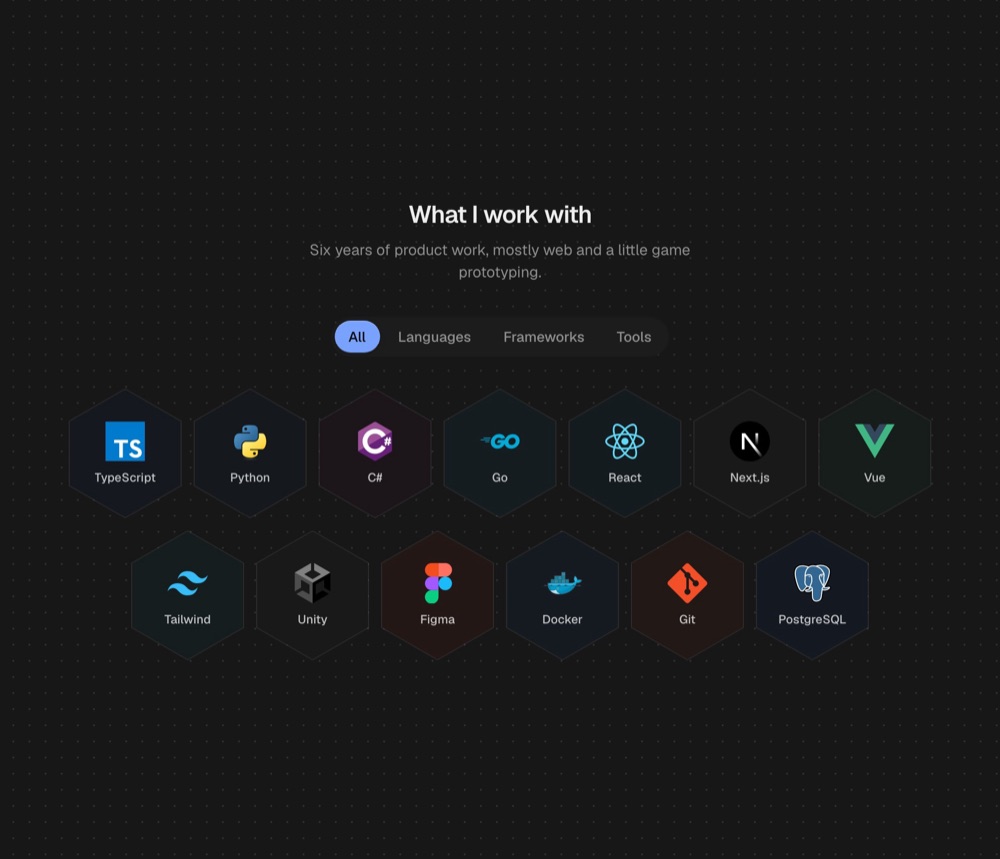 What I work with
Six years of product work, mostly web and a little game
prototyping.
All Languages Frameworks Tools
TS GO N
TypeScript Python C# Go React Next.js Vue
Tailwind Unity Figma Docker Git PostgreSQL